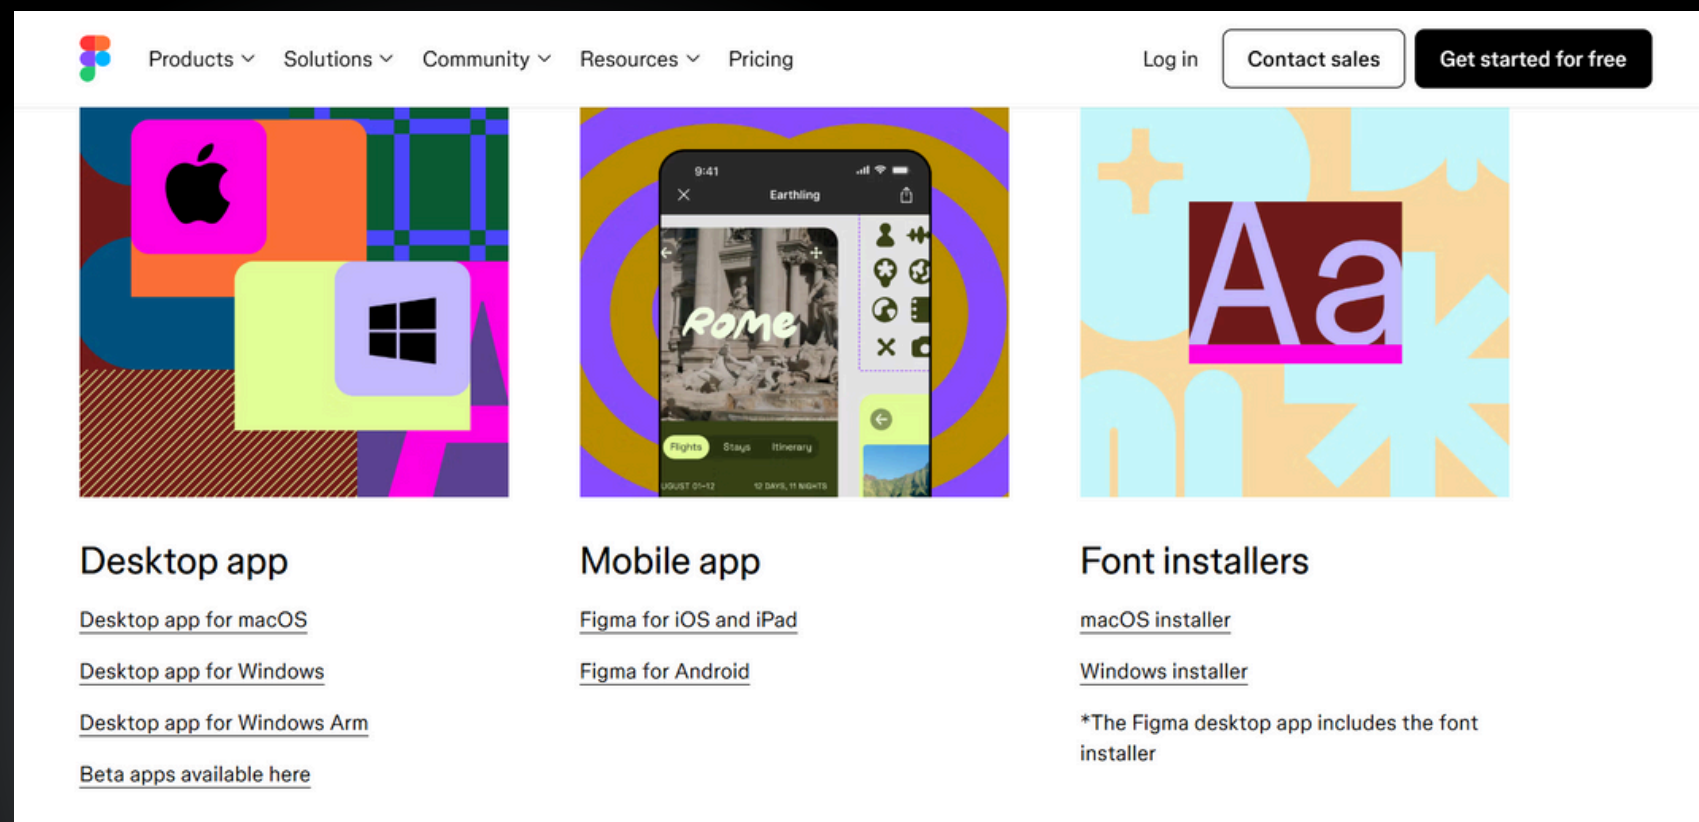 Products
Solutions
Community
Resources
Pricing
Log in
Contact sales
Get started for free
9:41
Earthling
ROME
Flights
Stays
Itinerary
UGUST 01–12
12 DAYS, 11 NIGHTS
Aa
Desktop app
Desktop app for macOS
Desktop app for Windows
Desktop app for Windows Arm
Beta apps available here
Mobile app
Figma for iOS and iPad
Figma for Android
Font installers
macOS installer
Windows installer
*The Figma desktop app includes the font
installer